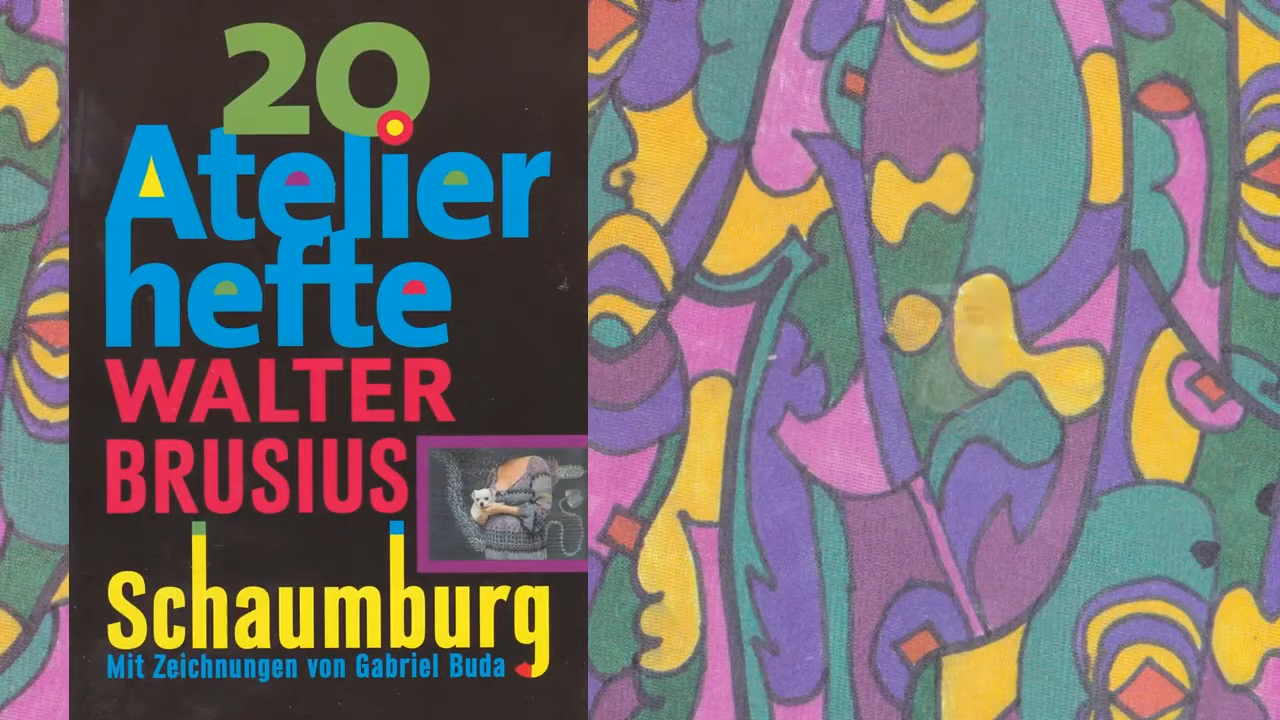 20
Atelier
hefte
WALTER
BRUSIUS
Schaumburg
Mit Zeichnungen von Gabriel Buda